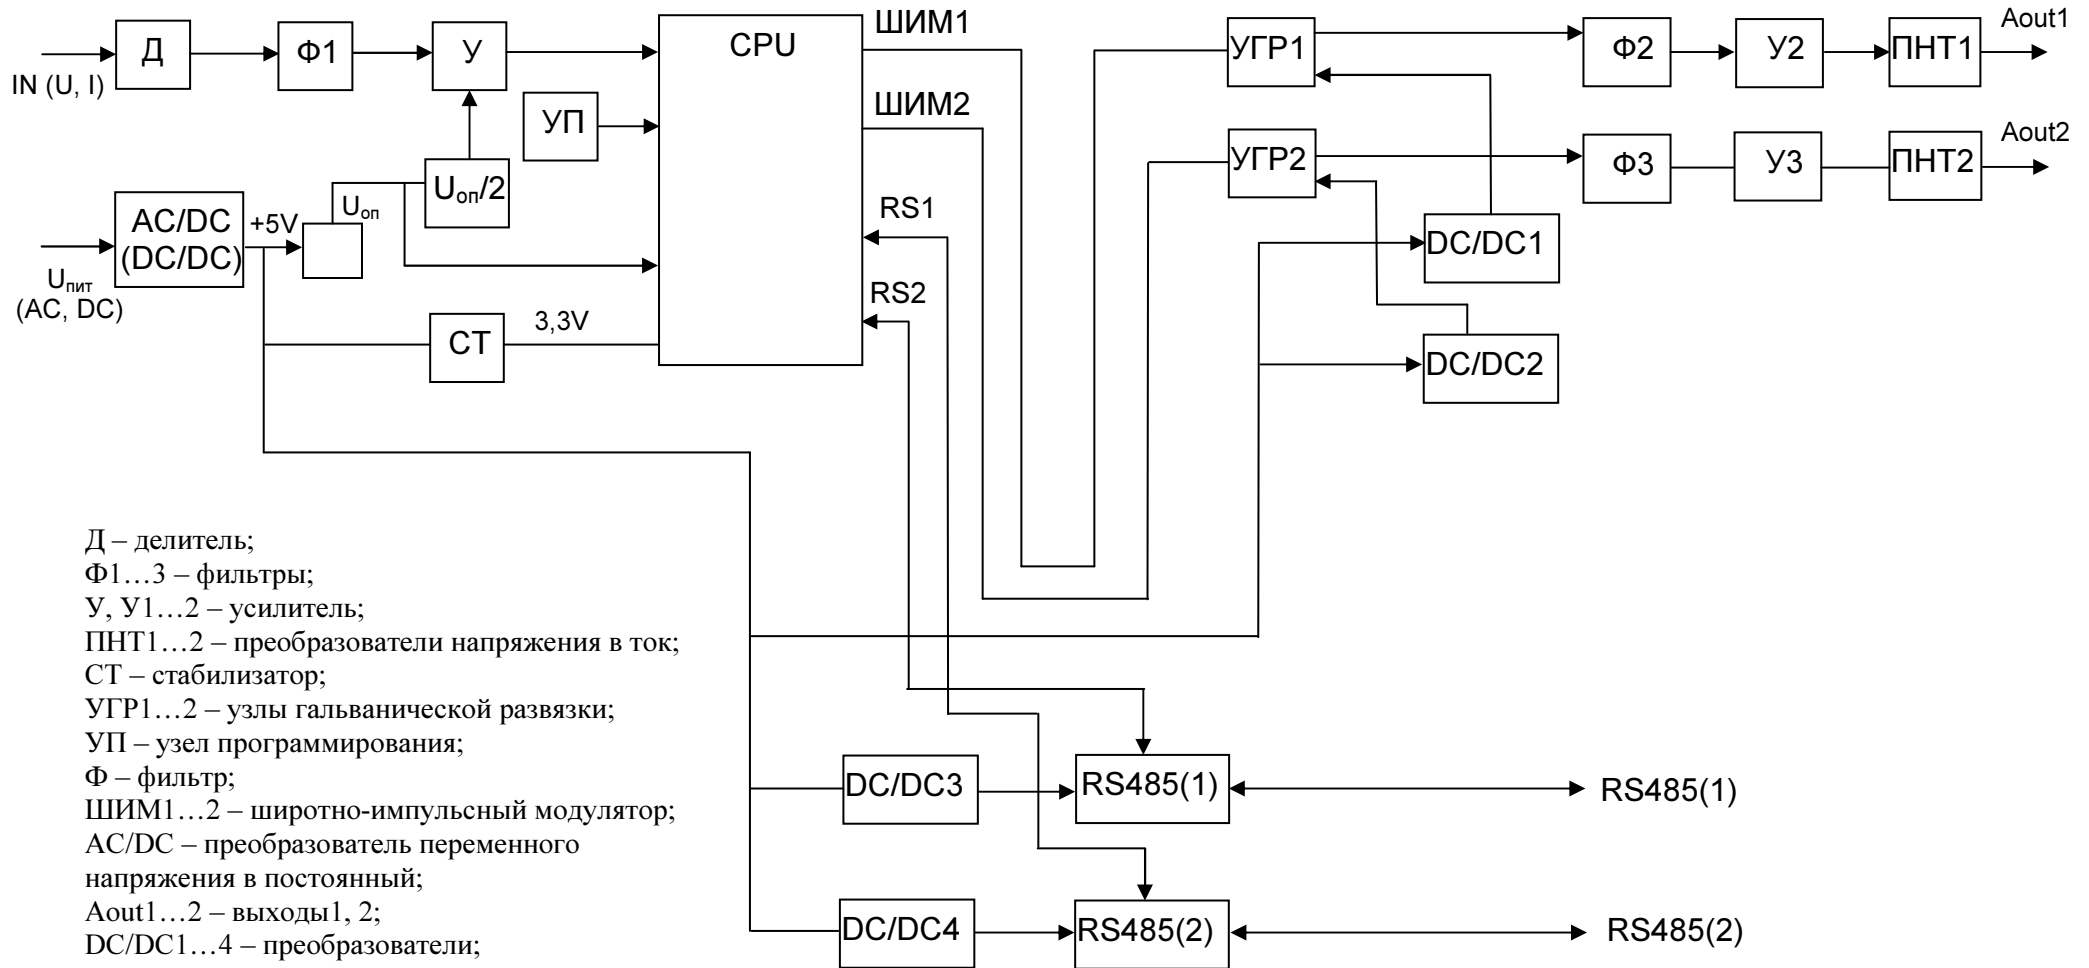 ШИМ1
Aout1
Д
Ф1
У
CPU
УГР1
Ф2
У2
ПНТ1
IN (U, I)
ШИМ2
УП
Aout2
УГР2
Ф3
У3
ПНТ2
Uоп/2
Uоп
RS1
AC/DC
(DC/DC)
+5V
DC/DC1
Uпит
(AC, DC)
RS2
СТ
3,3V
DC/DC2
Д – делитель;
Ф1…3 – фильтры;
У, У1…2 – усилитель;
ПНТ1…2 – преобразователи напряжения в ток;
СТ – стабилизатор;
УГР1…2 – узлы гальванической развязки;
УП – узел программирования;
Ф – фильтр;
ШИМ1…2 – широтно-импульсный модулятор;
AC/DC – преобразователь переменного
напряжения в постоянный;
Aout1…2 – выходы1, 2;
DC/DC1…4 – преобразователи;
DC/DC3
RS485(1)
RS485(1)
DC/DC4
RS485(2)
RS485(2)